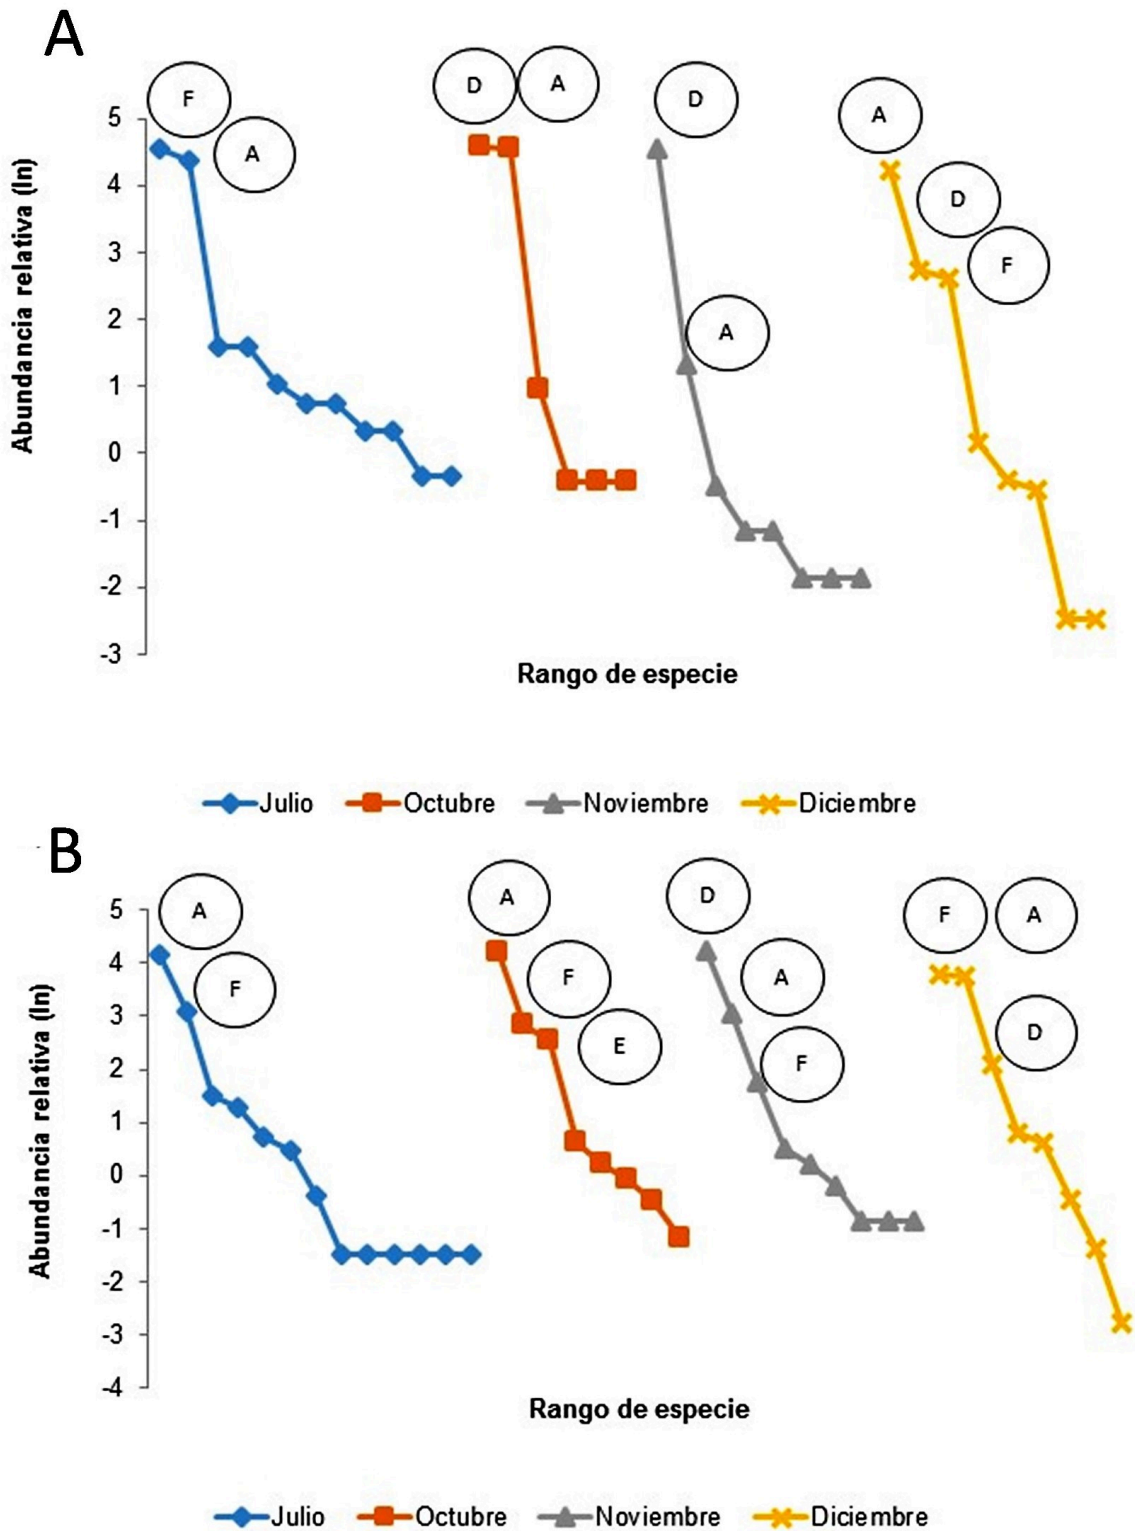 A
F
D
A
D
A
A
D
A
F
A
5
4
3
2
1
0
-1
-2
-3
Abundancia relativa (ln)
Rango de especie
Julio Octubre Noviembre Diciembre
B
A
A
D
F
A
F
F
A
E
F
D
5
4
3
2
1
0
-1
-2
-3
-4
Abundancia relativa (ln)
Rango de especie
Julio Octubre Noviembre Diciembre